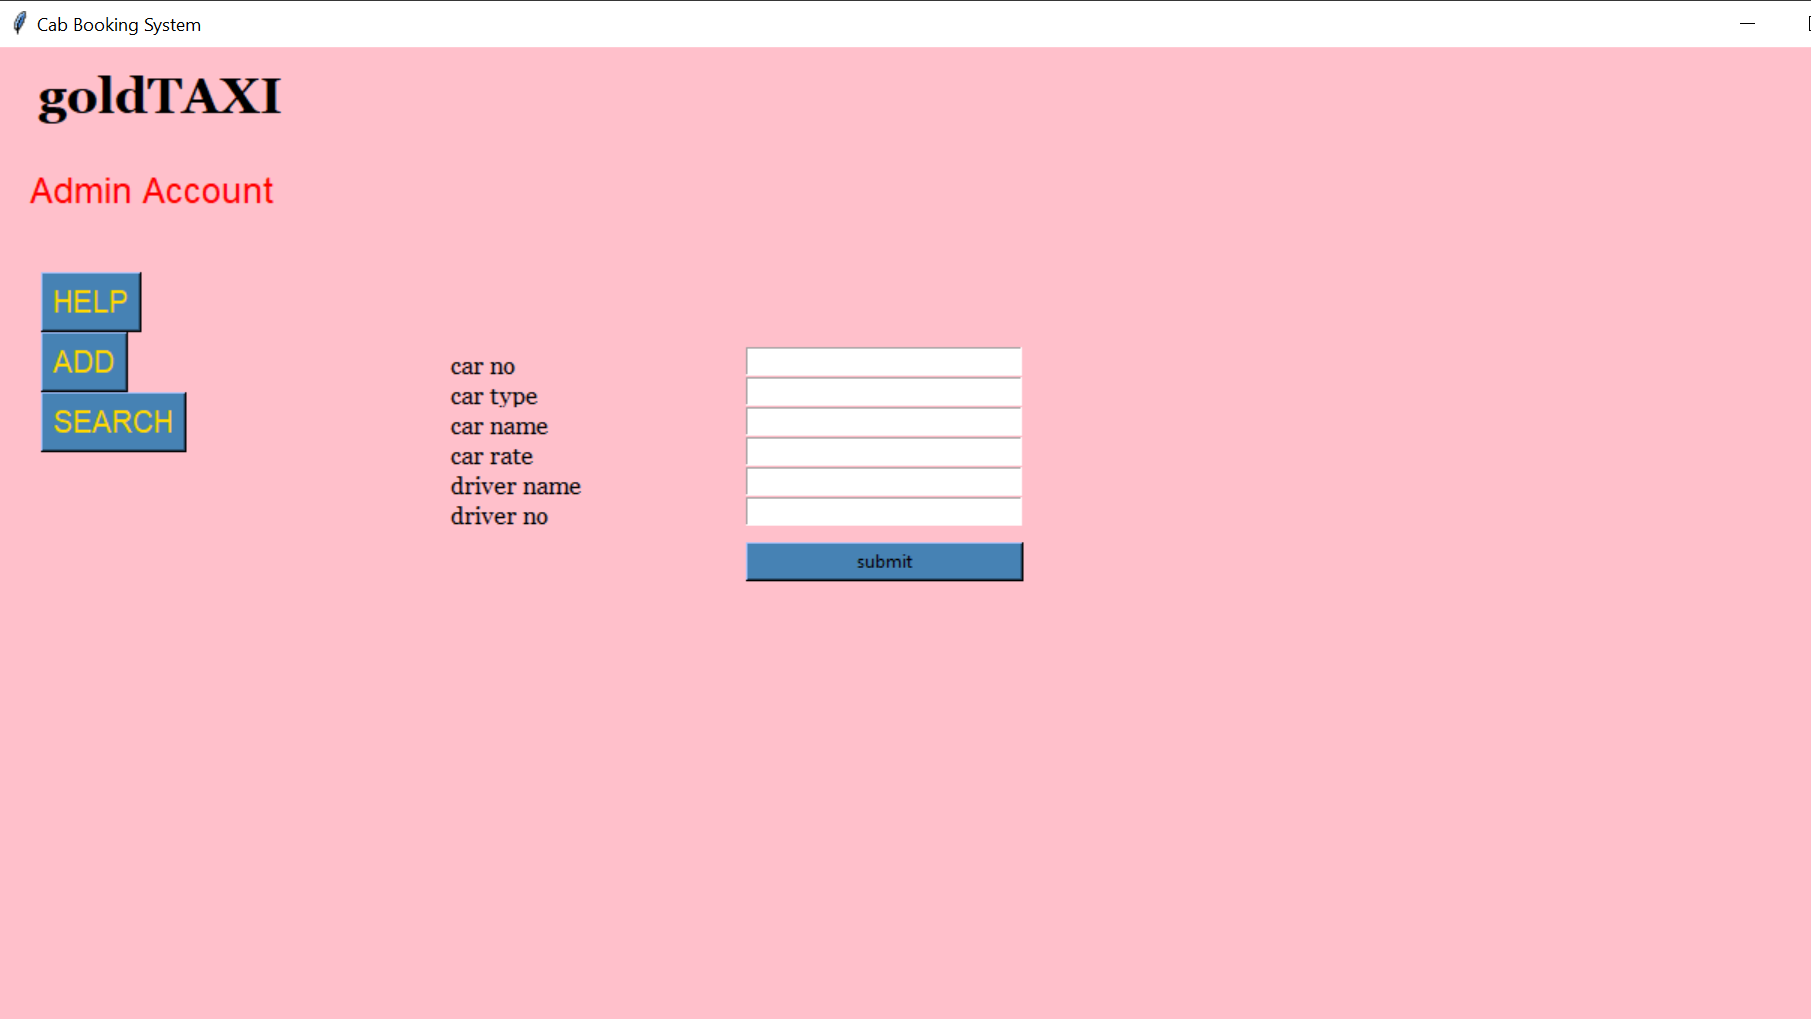 Cab Booking System
goldTAXI
Admin Account
HELP
ADD
SEARCH
car no
car type
car name
car rate
driver name
driver no
submit